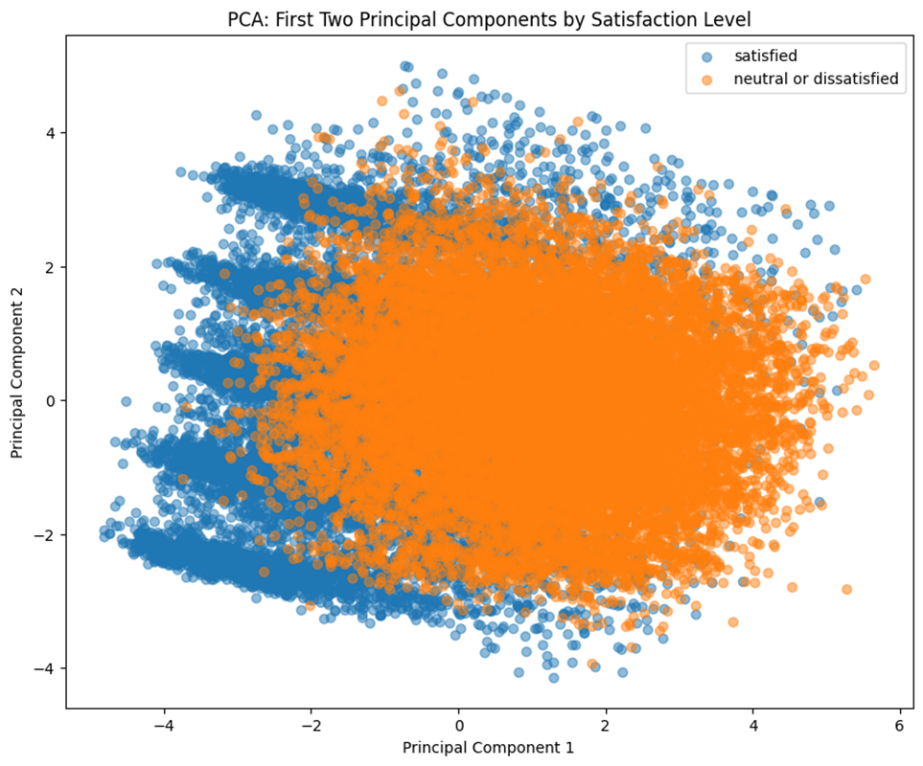 PCA: First Two Principal Components by Satisfaction Level
satisfied
neutral or dissatisfied
4
2
0
−2
−4
Principal Component 2
−4
−2
0
2
4
6
Principal Component 1